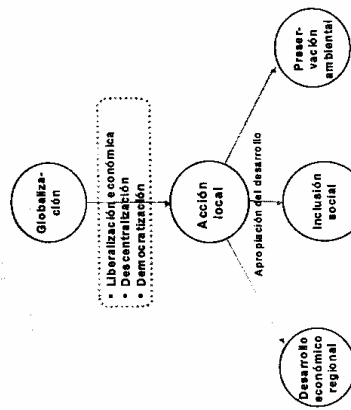 Globaliza-
ción
▪ Liberalización económica
▪ Descentralización
▪ Democratización
Acción
local
Apropiación del desarrollo
Desarrollo
económico
regional
Inclusión
social
Preser-
vación
ambiental